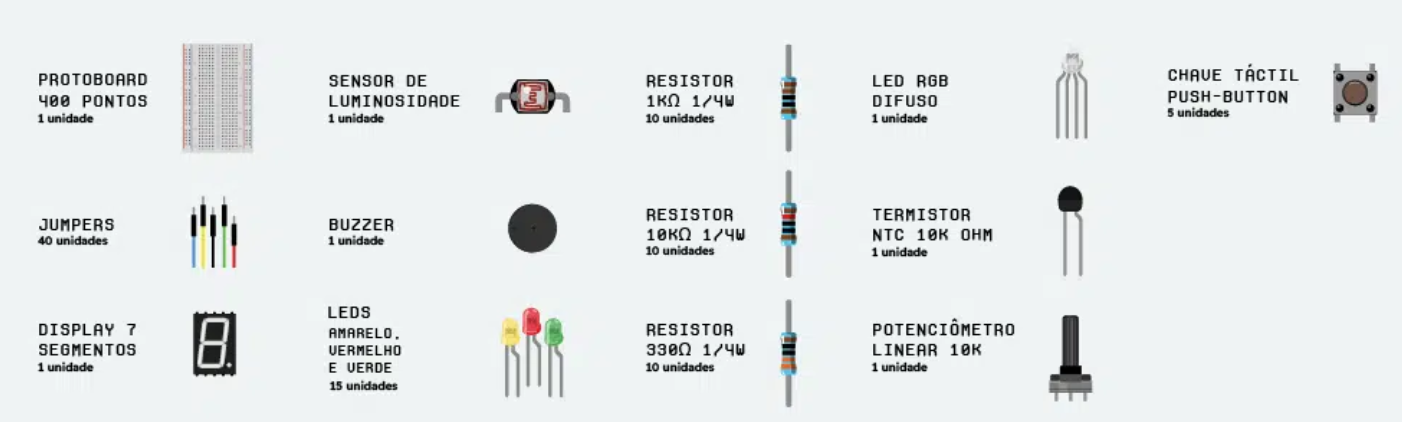 PROTOBOARD
400 PONTOS
1 unidade
SENSOR DE
LUMINOSIDADE
1 unidade
RESISTOR
1KΩ 1/4W
10 unidades
LED RGB
DIFUSO
1 unidade
CHAVE TÁCTIL
PUSH-BUTTON
5 unidades
JUMPERS
40 unidades
BUZZER
1 unidade
RESISTOR
10KΩ 1/4W
10 unidades
TERMISTOR
NTC 10K OHM
1 unidade
DISPLAY 7
SEGMENTOS
1 unidade
LEDS
AMARELO,
VERMELHO
E VERDE
15 unidades
RESISTOR
330Ω 1/4W
10 unidades
POTENCIÔMETRO
LINEAR 10K
1 unidade